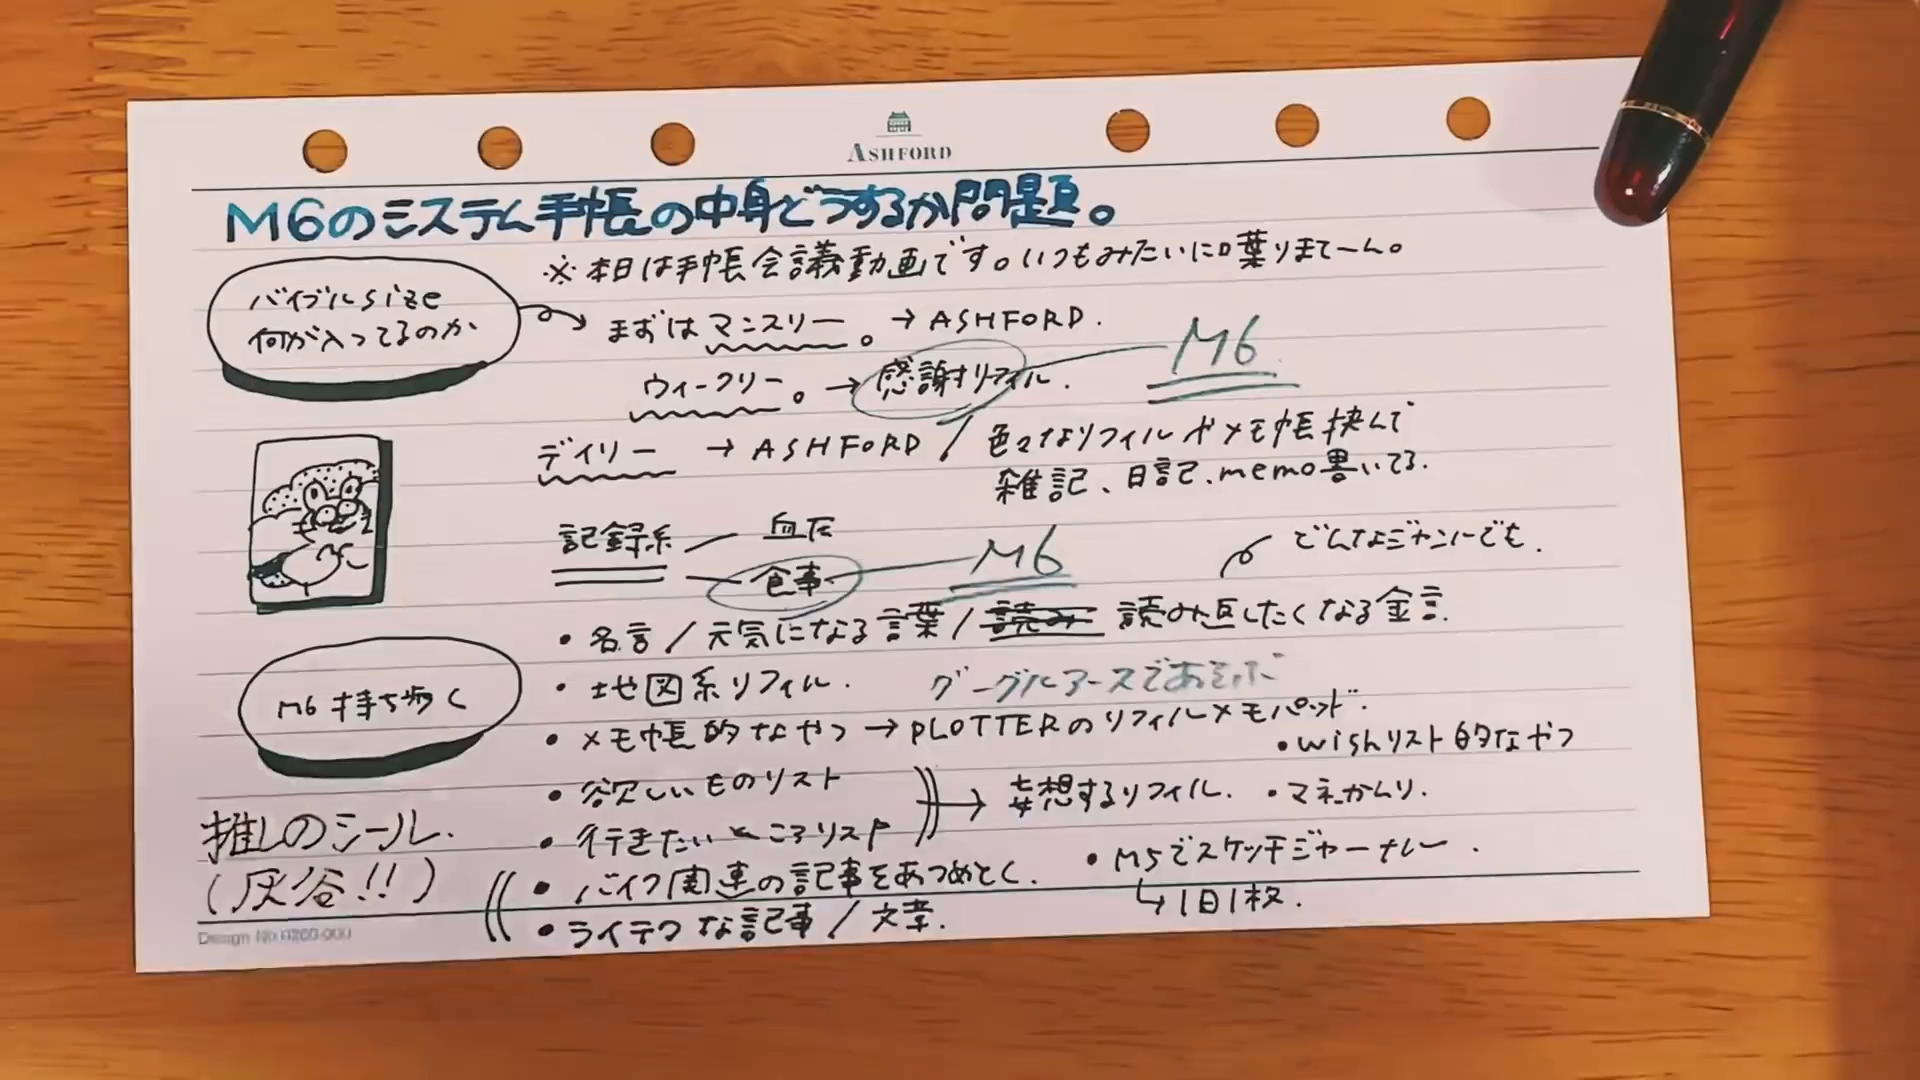 ASHFORD
M6のシステム手帳の中身どうするか問題。
※本日は手帳会議動画です。いつもみたいに口葉りませーん。
バイブルsize
何が入ってるのか
まずはマンスリー。→ASHFORD.
ウィークリー。→感謝リフィル.
M6
デイリー → ASHFORD / 色々なリフィルやメモ帳挟んで
雑記、日記、memo書いてる.
記録系 血圧
食事 M6
どんなジャンルでも.
・名言/元気になる言葉/読み 読み返したくなる金言.
M6持ち歩く
・地図系リフィル. グーグルアースであそぶ
・メモ帳的なやつ→PLOTTERのリフィルメモパッド.
・wishリスト的なやつ
・欲しいものリスト
・行きたいところリスト
→妄想するリフィル. ・マネかんり.
推しのシール.
(灰谷!!)
・バイク関連の記事をあつめとく.
・ライテクな記事/文章.
・M5でスケッチジャーナル.
↳1日1枚.
Design No.0260-000